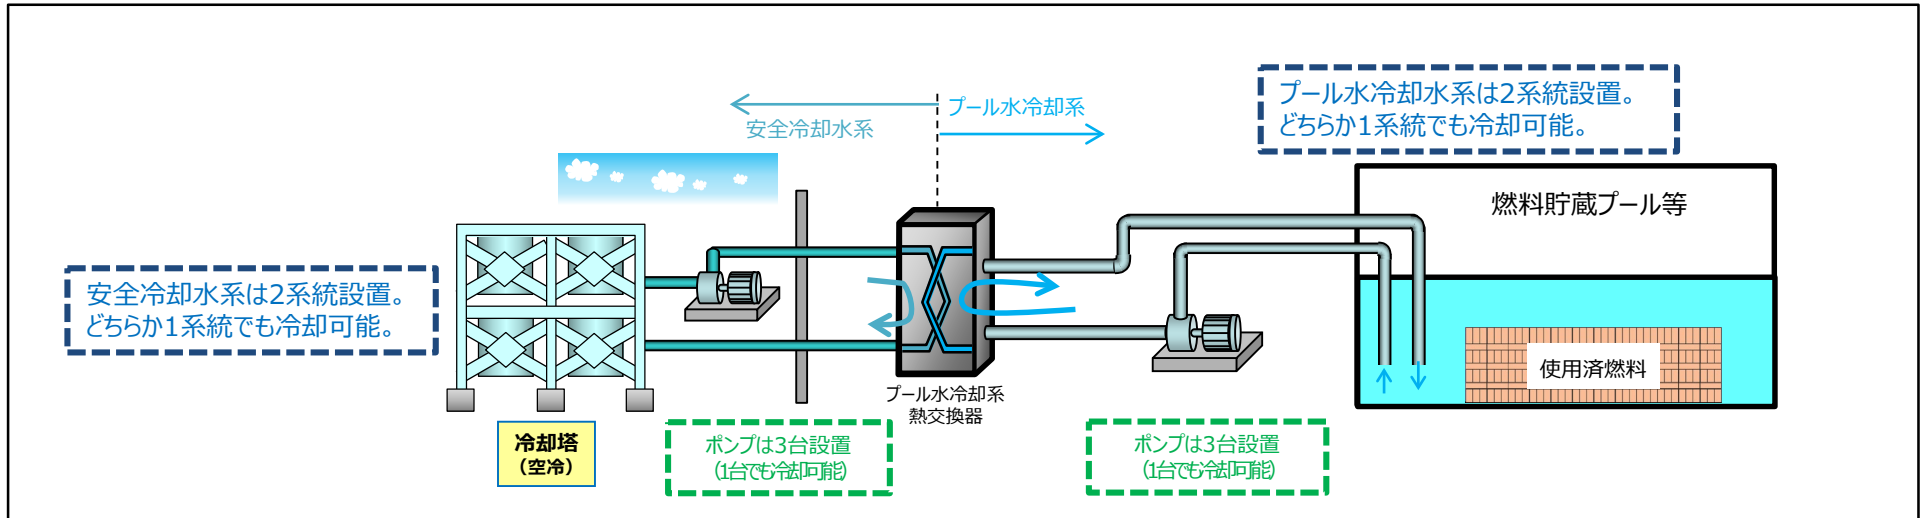 プール水冷却系
安全冷却水系
プール水冷却水系は2系統設置。
どちらか1系統でも冷却可能。
燃料貯蔵プール等
安全冷却水系は2系統設置。
どちらか1系統でも冷却可能。
使用済燃料
プール水冷却系
熱交換器
冷却塔
（空冷）
ポンプは3台設置
（1台でも冷却可能）
ポンプは3台設置
（1台でも冷却可能）